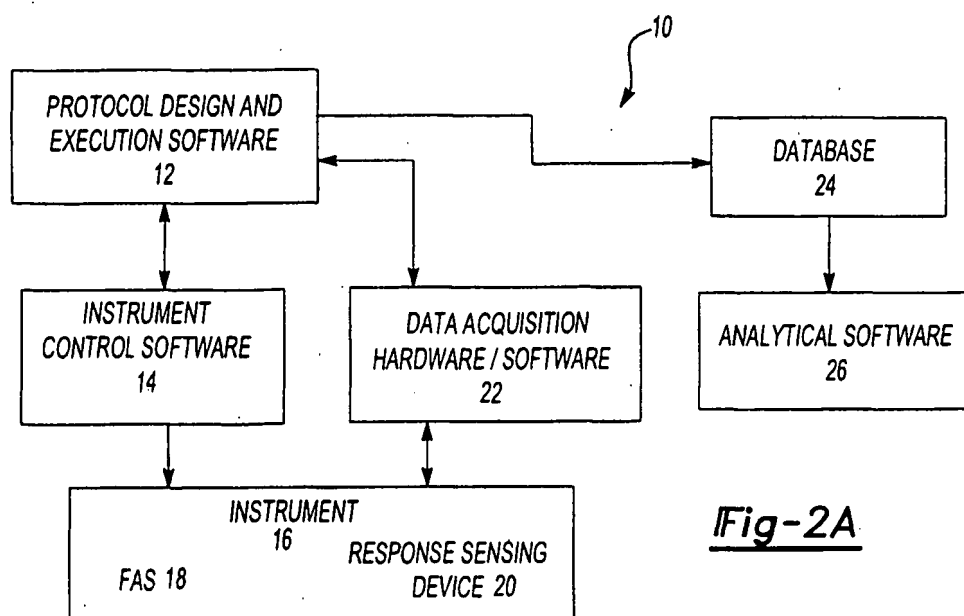 10
PROTOCOL DESIGN AND
EXECUTION SOFTWARE
12
DATABASE
24
INSTRUMENT
CONTROL SOFTWARE
14
DATA ACQUISITION
HARDWARE / SOFTWARE
22
ANALYTICAL SOFTWARE
26
INSTRUMENT
16
FAS 18
RESPONSE SENSING
DEVICE 20
Fig-2A